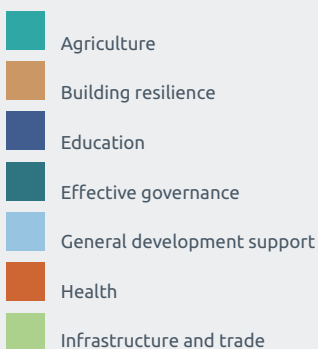 Agriculture
Building resilience
Education
Effective governance
General development support
Health
Infrastructure and trade